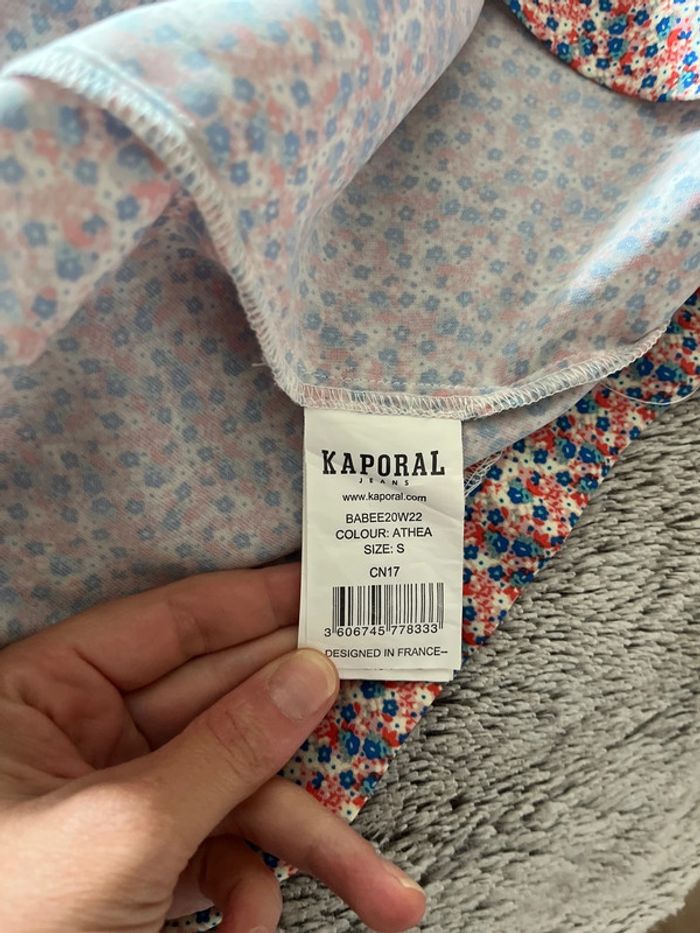 KAPORAL
JEANS
www.kaporal.com
BABEE20W22
COLOUR: ATHEA
SIZE: S
CN17
3 606745 778333
DESIGNED IN FRANCE--